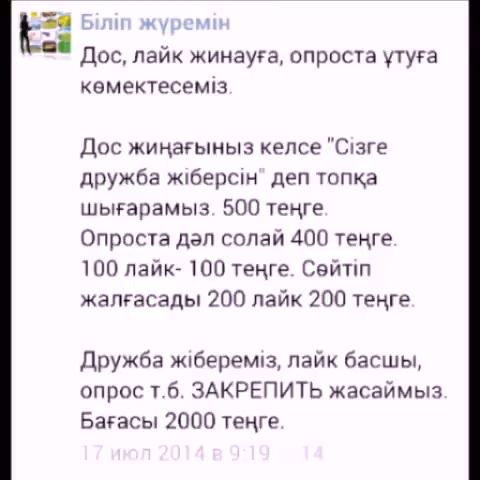 Біліп жүремін
Дос, лайк жинауға, опроста ұтуға
көмектесеміз.
Дос жиңағыныз келсе "Сізге
дружба жіберсін" деп топқа
шығарамыз. 500 теңге.
Опроста дәл солай 400 теңге.
100 лайк- 100 теңге. Сөйтіп
жалғасады 200 лайк 200 теңге.
Дружба жібереміз, лайк басшы,
опрос т.б. ЗАКРЕПИТЬ жасаймыз.
Бағасы 2000 теңге.
17 июл 2014 в 9:19 14